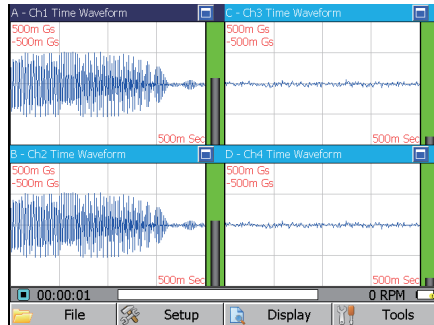 A - Ch1 Time Waveform
500m Gs
-500m Gs
500m Sec
C - Ch3 Time Waveform
500m Gs
-500m Gs
500m Sec
B - Ch2 Time Waveform
500m Gs
-500m Gs
500m Sec
D - Ch4 Time Waveform
500m Gs
-500m Gs
500m Sec
00:00:01
0 RPM
File
Setup
Display
Tools